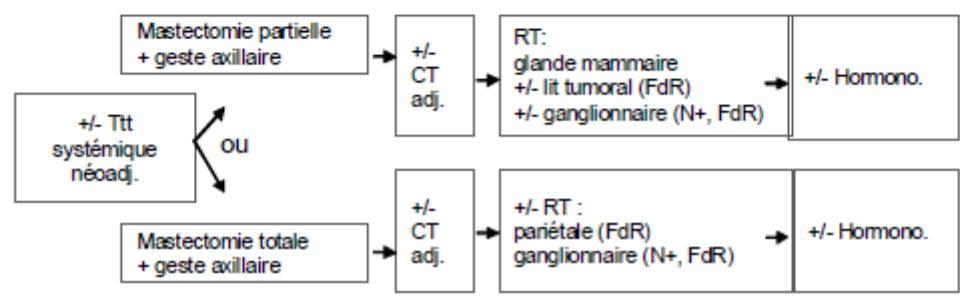 Mastectomie partielle
+ geste axillaire
+/-
CT
adj.
RT:
glande mammaire
+/- lit tumoral (FdR)
+/- ganglionnaire (N+, FdR)
+/- Hormono.
+/- Ttt
systémique
néoadj.
ou
Mastectomie totale
+ geste axillaire
+/-
CT
adj.
+/- RT :
pariétale (FdR)
ganglionnaire (N+, FdR)
+/- Hormono.